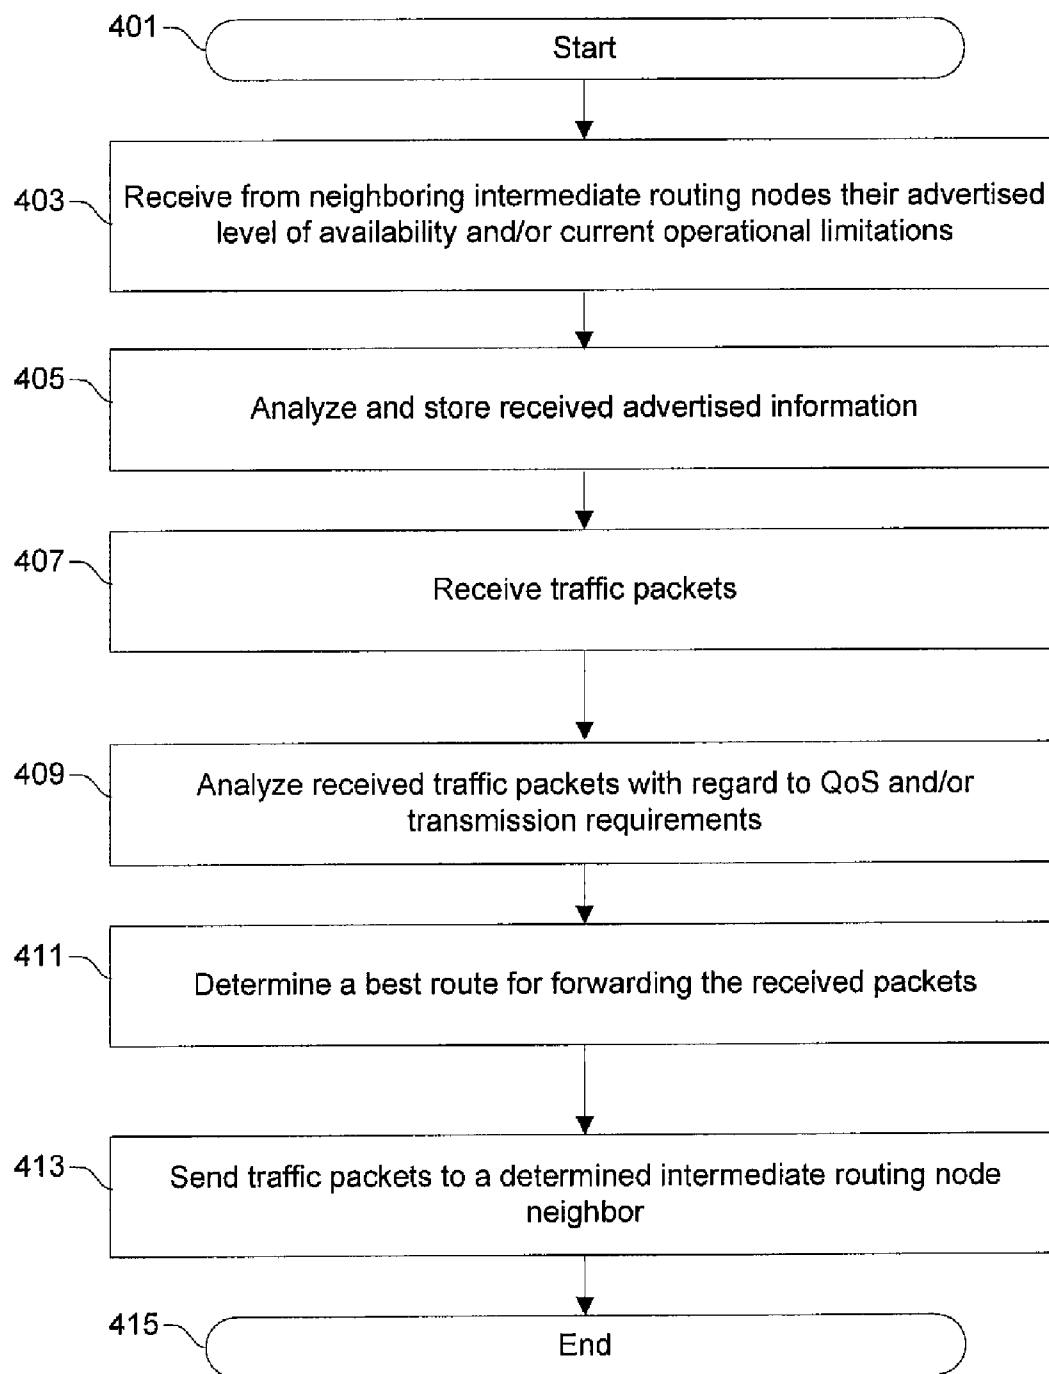 401
Start
403
Receive from neighboring intermediate routing nodes their advertised
level of availability and/or current operational limitations
405
Analyze and store received advertised information
407
Receive traffic packets
409
Analyze received traffic packets with regard to QoS and/or
transmission requirements
411
Determine a best route for forwarding the received packets
413
Send traffic packets to a determined intermediate routing node
neighbor
415
End